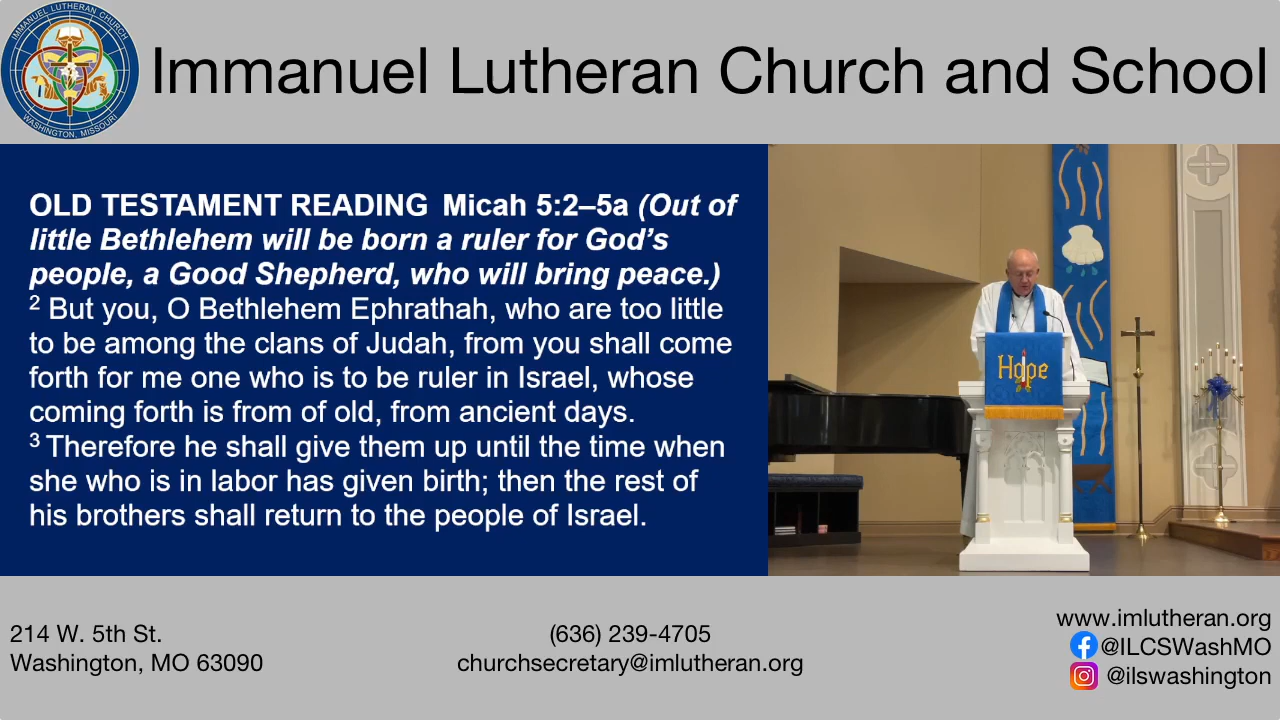 IMMANUEL LUTHERAN CHURCH
WASHINGTON, MISSOURI
Immanuel Lutheran Church and School
OLD TESTAMENT READING Micah 5:2–5a (Out of
little Bethlehem will be born a ruler for God's
people, a Good Shepherd, who will bring peace.)
2 But you, O Bethlehem Ephrathah, who are too little
to be among the clans of Judah, from you shall come
forth for me one who is to be ruler in Israel, whose
coming forth is from of old, from ancient days.
3 Therefore he shall give them up until the time when
she who is in labor has given birth; then the rest of
his brothers shall return to the people of Israel.
Hope
214 W. 5th St.
Washington, MO 63090
(636) 239-4705
churchsecretary@imlutheran.org
www.imlutheran.org
@ILCSWashMO
@ilswashington